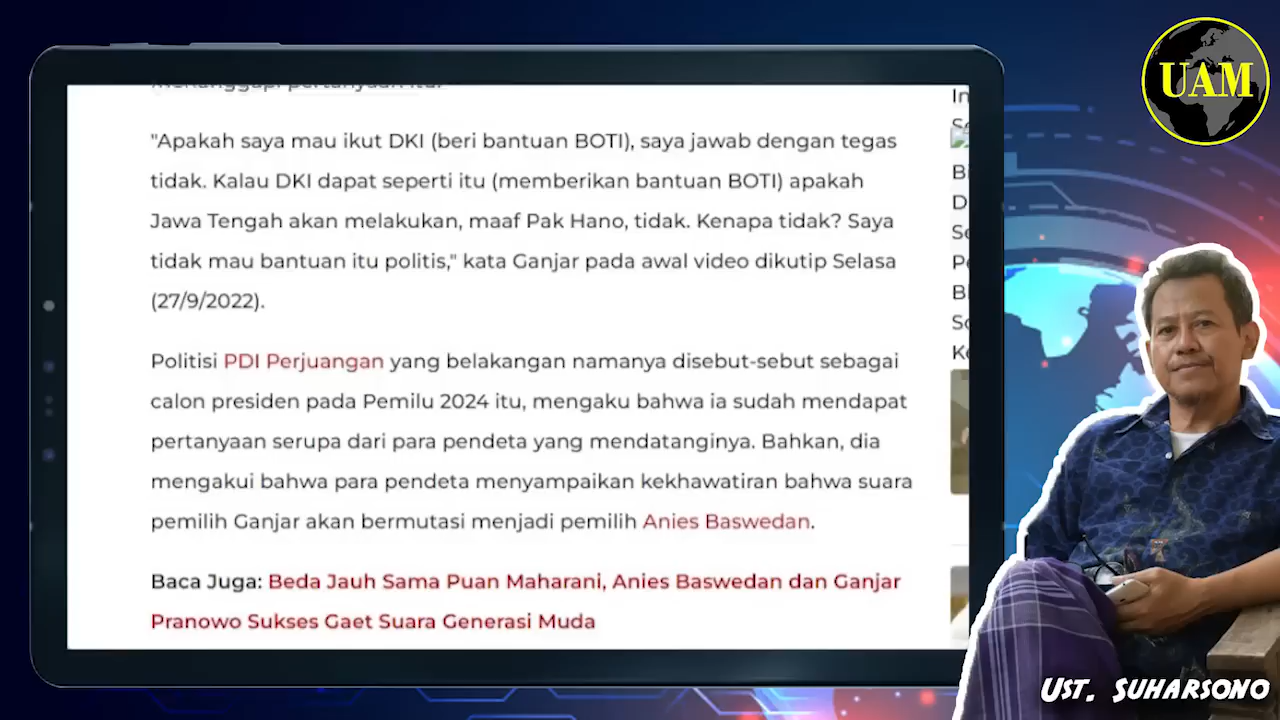 UAM
"Apakah saya mau ikut DKI (beri bantuan BOTI), saya jawab dengan tegas
tidak. Kalau DKI dapat seperti itu (memberikan bantuan BOTI) apakah
Jawa Tengah akan melakukan, maaf Pak Hano, tidak. Kenapa tidak? Saya
tidak mau bantuan itu politis," kata Ganjar pada awal video dikutip Selasa
(27/9/2022).
Politisi PDI Perjuangan yang belakangan namanya disebut-sebut sebagai
calon presiden pada Pemilu 2024 itu, mengaku bahwa ia sudah mendapat
pertanyaan serupa dari para pendeta yang mendatanginya. Bahkan, dia
mengakui bahwa para pendeta menyampaikan kekhawatiran bahwa suara
pemilih Ganjar akan bermutasi menjadi pemilih Anies Baswedan.
Baca Juga: Beda Jauh Sama Puan Maharani, Anies Baswedan dan Ganjar
Pranowo Sukses Gaet Suara Generasi Muda
UST. SUHARSONO